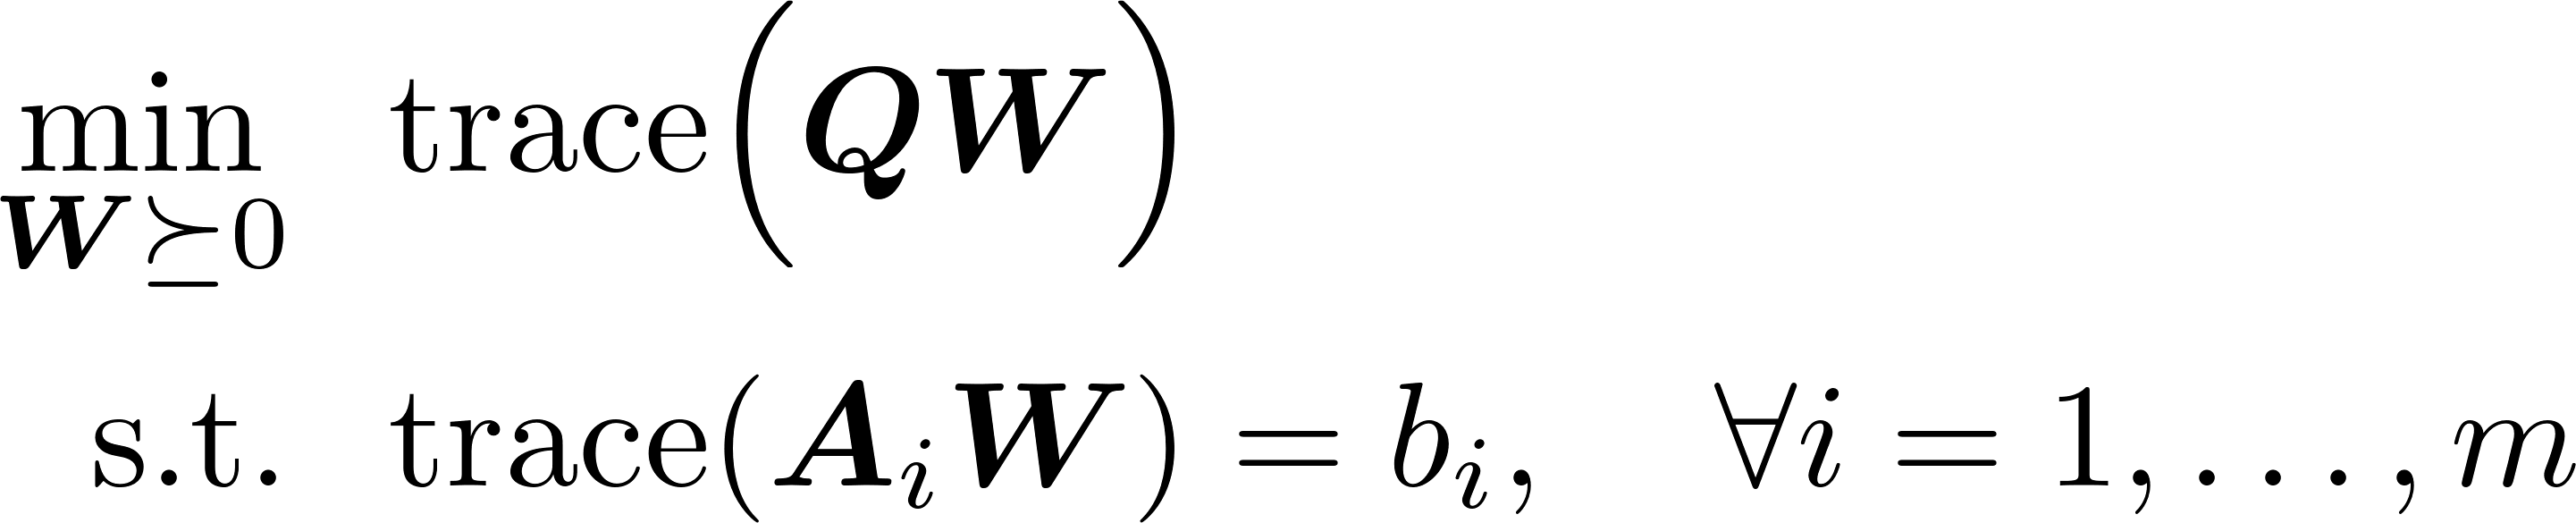 min trace(QW)
W⪰0
s.t. trace(A_i W) = b_i, ∀i = 1, . . . , m